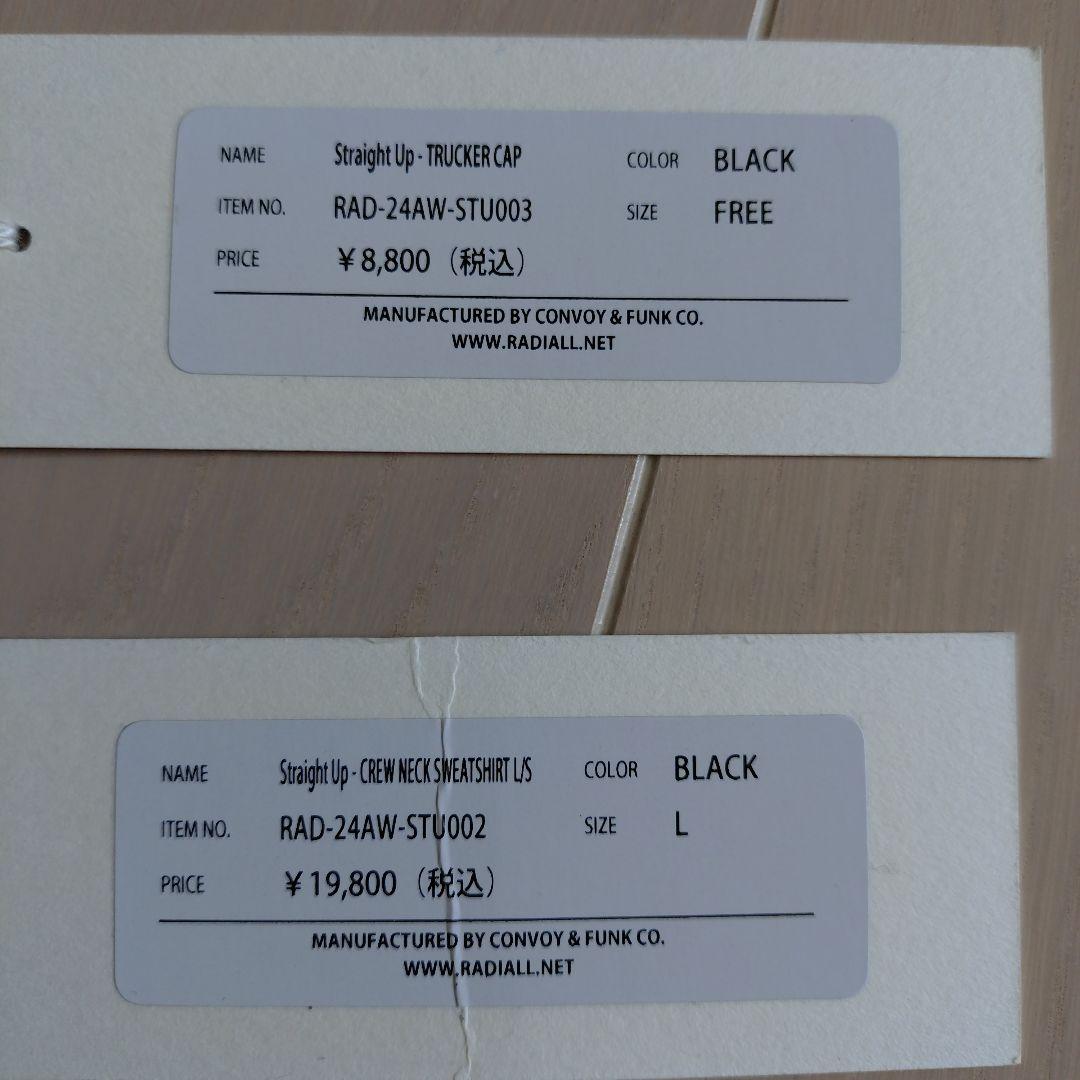 NAME Straight Up - TRUCKER CAP COLOR BLACK
ITEM NO. RAD-24AW-STU003 SIZE FREE
PRICE ￥8,800（税込）
MANUFACTURED BY CONVOY & FUNK CO.
WWW.RADIALL.NET
NAME Straight Up - CREW NECK SWEATSHIRT L/S COLOR BLACK
ITEM NO. RAD-24AW-STU002 SIZE L
PRICE ￥19,800（税込）
MANUFACTURED BY CONVOY & FUNK CO.
WWW.RADIALL.NET